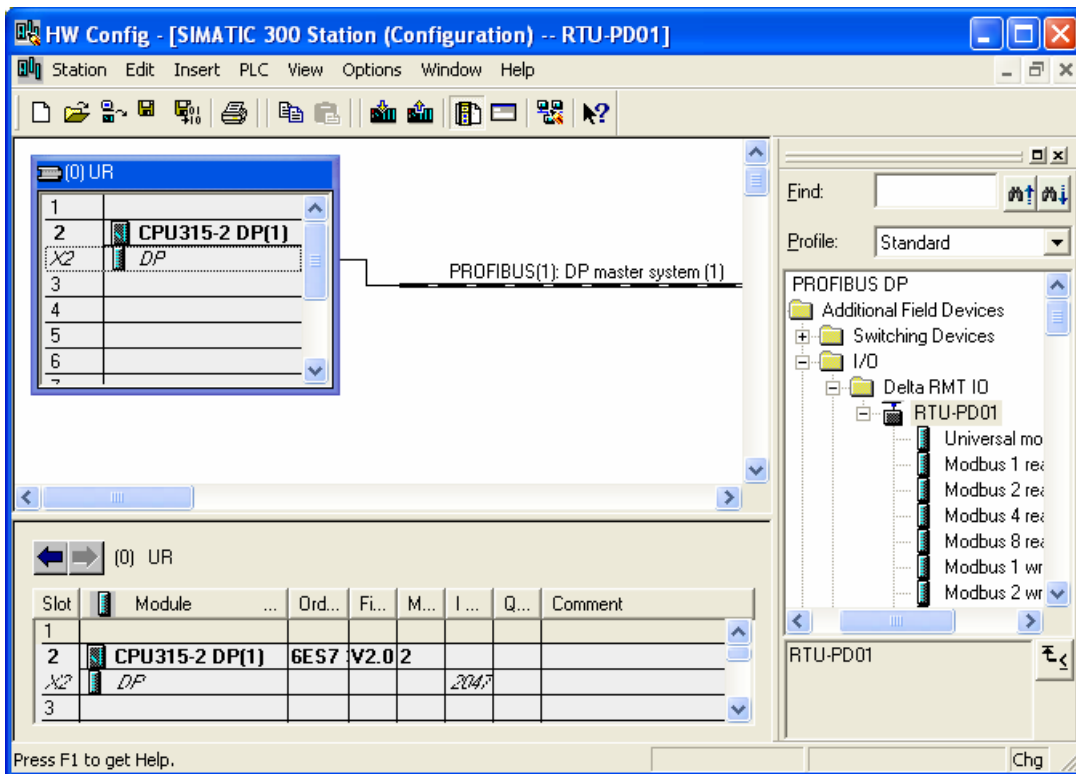 HW Config - [SIMATIC 300 Station (Configuration) -- RTU-PD01]
Station Edit Insert PLC View Options Window Help
(0) UR
1
2 CPU315-2 DP(1)
X2 DP
3
4
5
6
PROFIBUS(1): DP master system (1)
Find:
Profile: Standard
PROFIBUS DP
Additional Field Devices
Switching Devices
I/O
Delta RMT IO
RTU-PD01
Universal mo
Modbus 1 rea
Modbus 2 rea
Modbus 4 rea
Modbus 8 rea
Modbus 1 wr
Modbus 2 wr
RTU-PD01
(0) UR
Slot Module ... Ord... Fi... M... I ... Q... Comment
1
2 CPU315-2 DP(1) 6ES7 V2.0 2
X2 DP 2047
3
Press F1 to get Help.
Chg